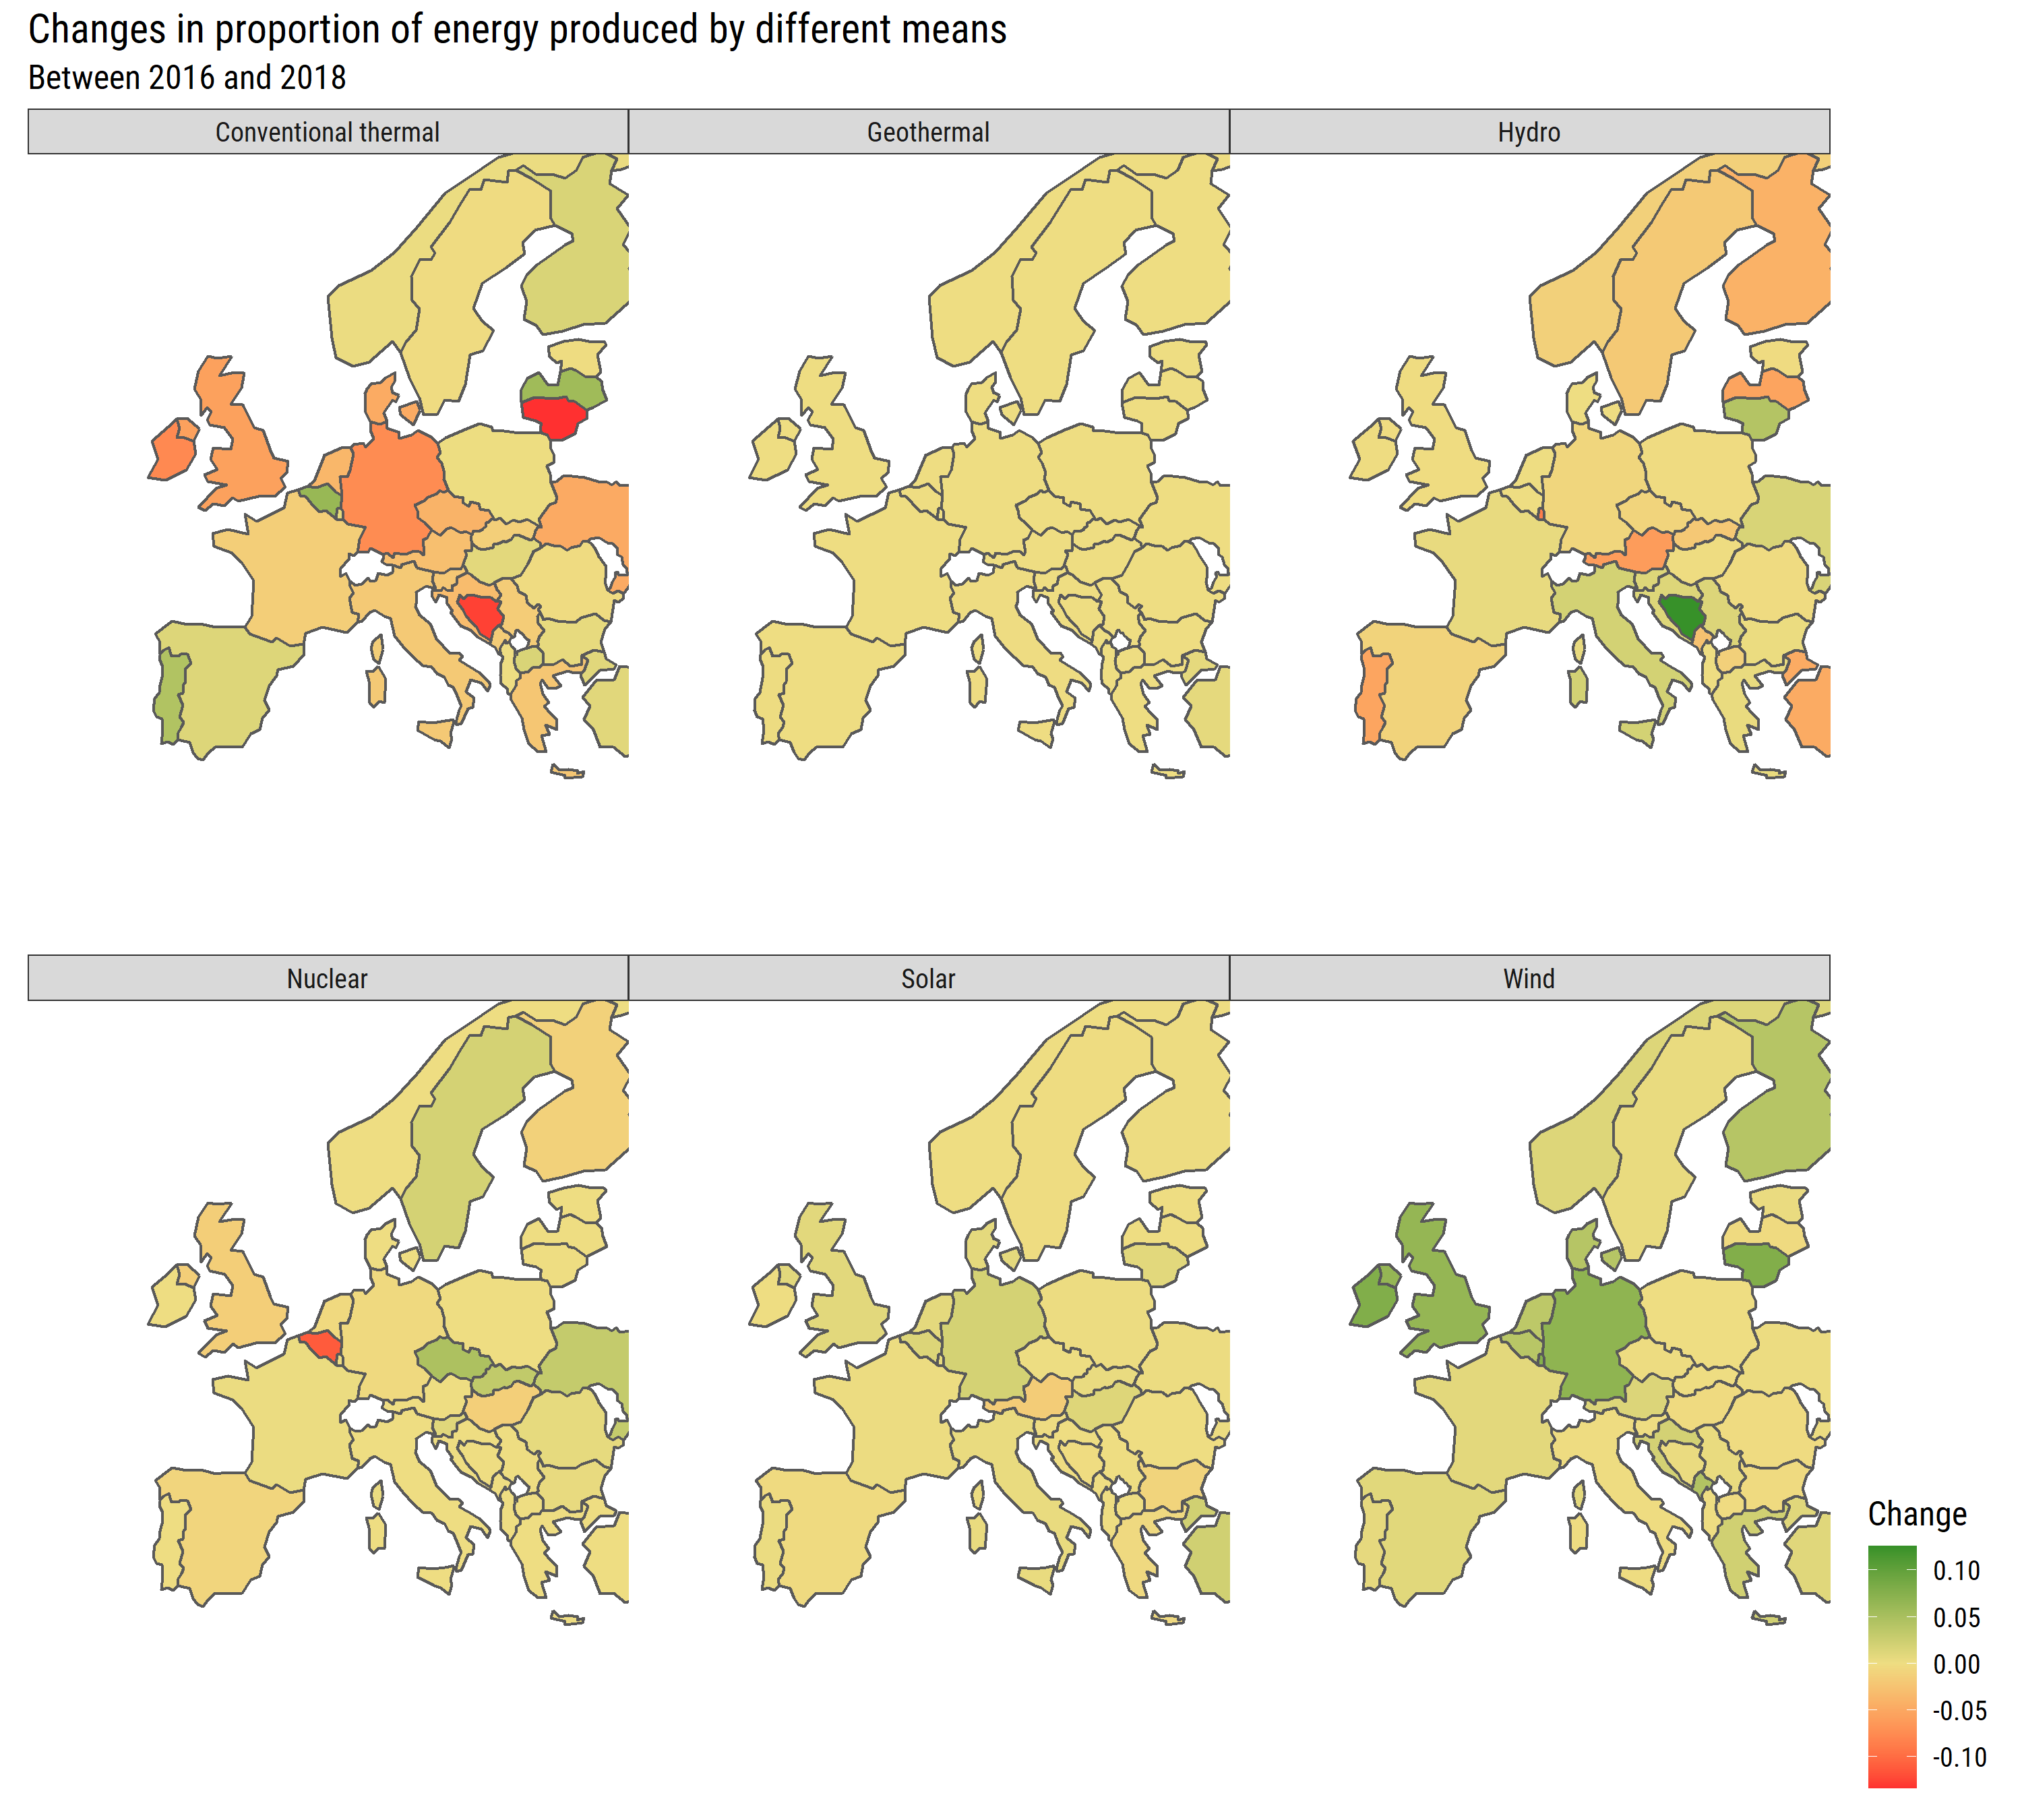 Changes in proportion of energy produced by different means
Between 2016 and 2018
Conventional thermal
Geothermal
Hydro
Nuclear
Solar
Wind
Change
0.10
0.05
0.00
-0.05
-0.10